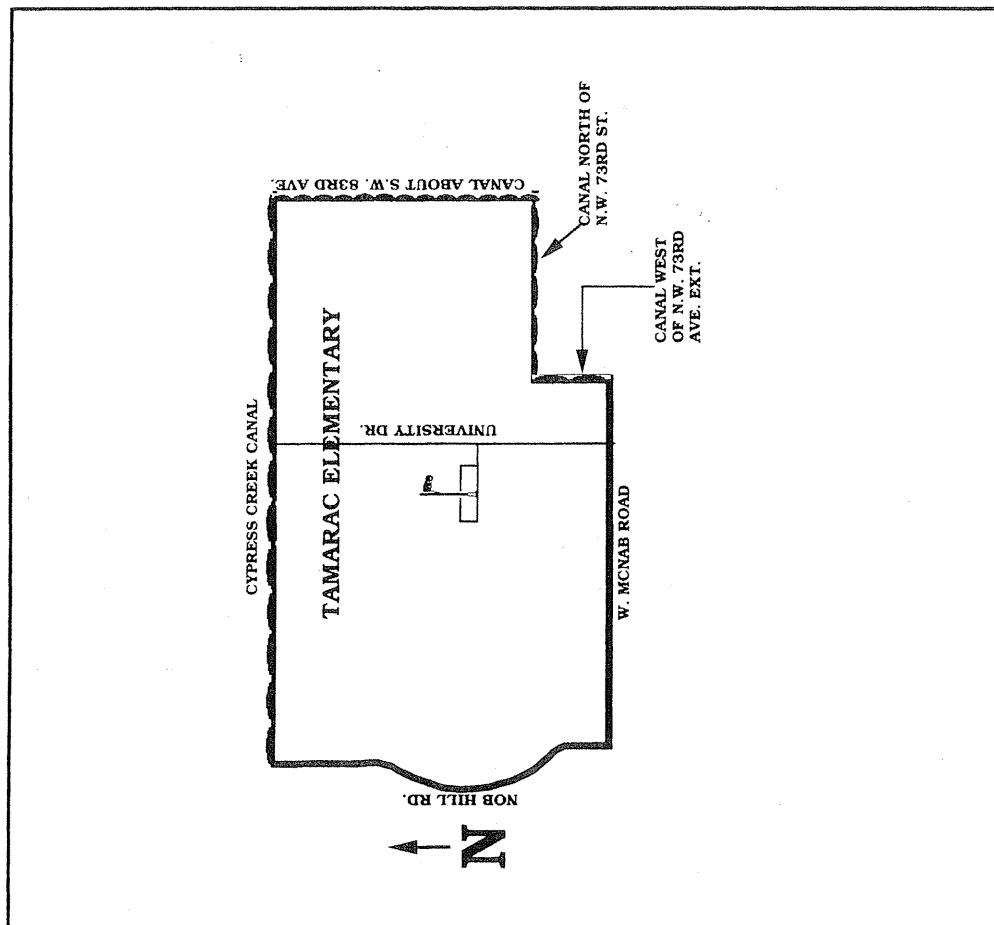 CANAL ABOUT S.W. 83RD AVE.
CANAL NORTH OF
N.W. 73RD ST.
CANAL WEST
OF N.W. 73RD
AVE. EXT.
CYPRESS CREEK CANAL
TAMARAC ELEMENTARY
UNIVERSITY DR.
W. MCNAB ROAD
NOB HILL RD.
N